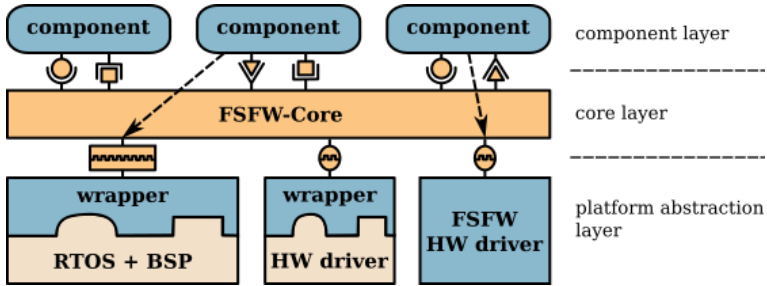 component
component
component
component layer
FSFW-Core
core layer
wrapper
wrapper
FSFW
HW driver
platform abstraction
layer
RTOS + BSP
HW driver